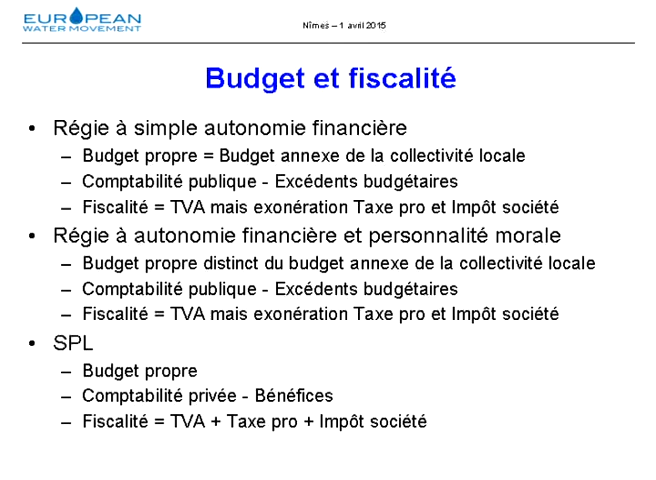 EUROPEAN
WATER MOVEMENT
Nîmes – 1 avril 2015
Budget et fiscalité
• Régie à simple autonomie financière
– Budget propre = Budget annexe de la collectivité locale
– Comptabilité publique - Excédents budgétaires
– Fiscalité = TVA mais exonération Taxe pro et Impôt société
• Régie à autonomie financière et personnalité morale
– Budget propre distinct du budget annexe de la collectivité locale
– Comptabilité publique - Excédents budgétaires
– Fiscalité = TVA mais exonération Taxe pro et Impôt société
• SPL
– Budget propre
– Comptabilité privée - Bénéfices
– Fiscalité = TVA + Taxe pro + Impôt société